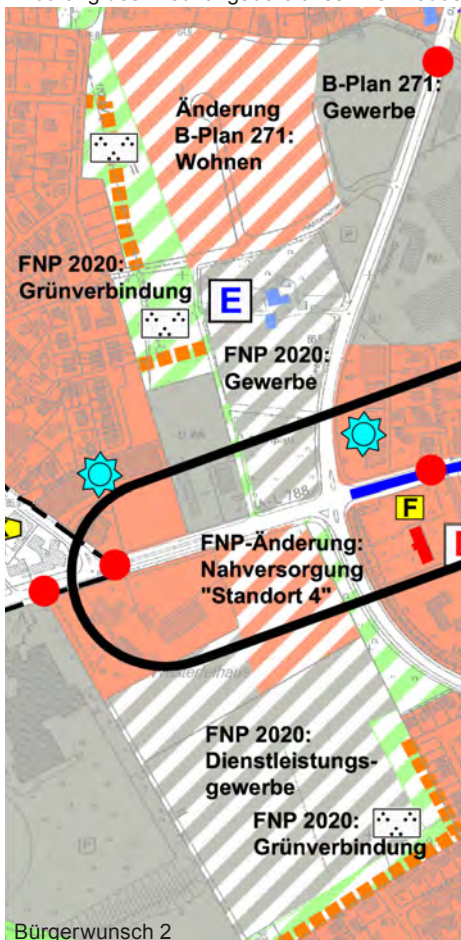 Änderung
B-Plan 271:
Wohnen
B-Plan 271:
Gewerbe
FNP 2020:
Grünverbindung
E
FNP 2020:
Gewerbe
L 788
F
FNP-Änderung:
Nahversorgung
"Standort 4"
FNP 2020:
Dienstleistungs-
gewerbe
FNP 2020:
Grünverbindung
P
Bürgerwunsch 2